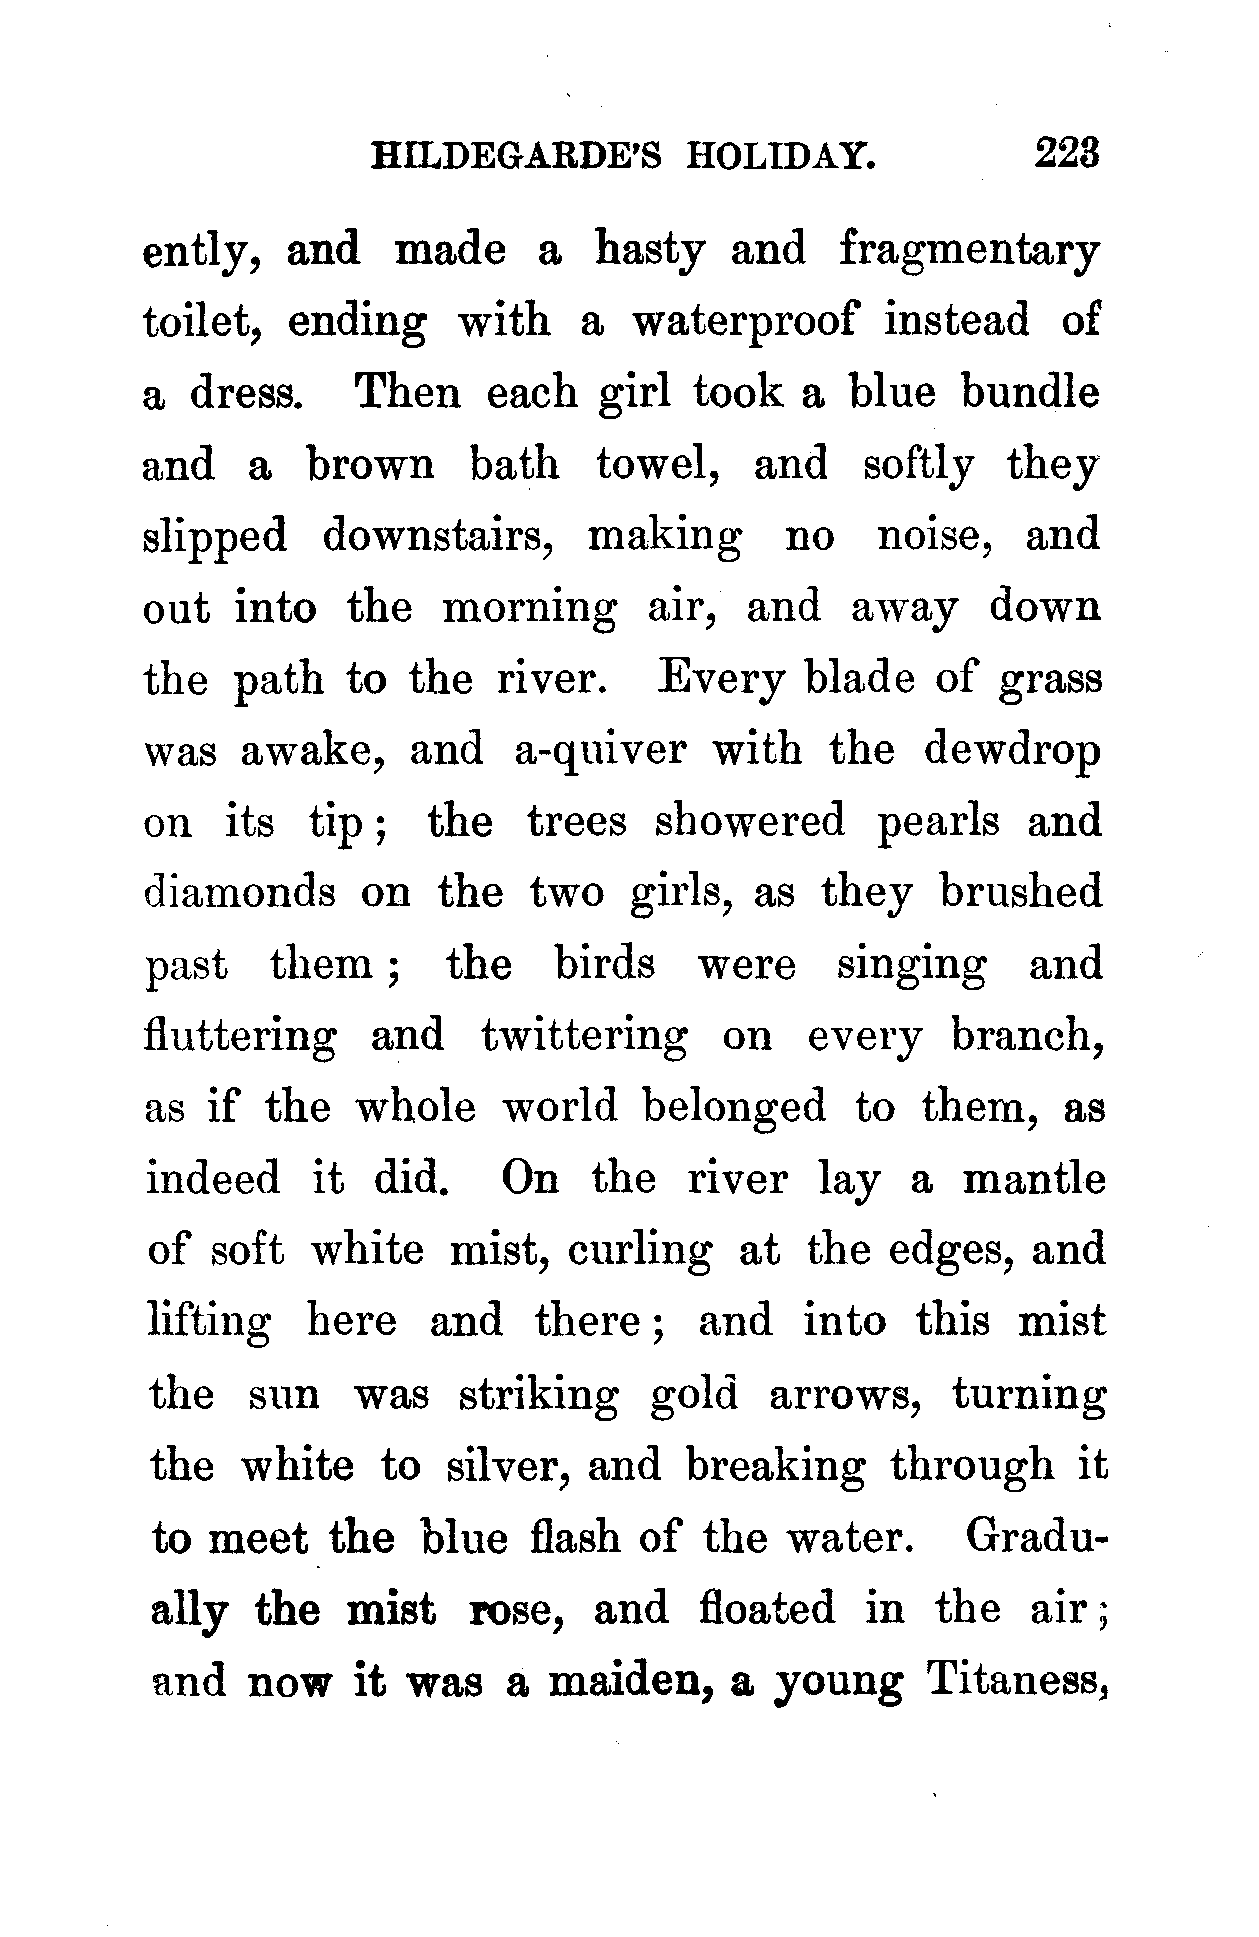 HILDEGARDE'S HOLIDAY. 223
ently, and made a hasty and fragmentary
toilet, ending with a waterproof instead of
a dress. Then each girl took a blue bundle
and a brown bath towel, and softly they
slipped downstairs, making no noise, and
out into the morning air, and away down
the path to the river. Every blade of grass
was awake, and a-quiver with the dewdrop
on its tip; the trees showered pearls and
diamonds on the two girls, as they brushed
past them; the birds were singing and
fluttering and twittering on every branch,
as if the whole world belonged to them, as
indeed it did. On the river lay a mantle
of soft white mist, curling at the edges, and
lifting here and there; and into this mist
the sun was striking gold arrows, turning
the white to silver, and breaking through it
to meet the blue flash of the water. Gradu-
ally the mist rose, and floated in the air;
and now it was a maiden, a young Titaness,